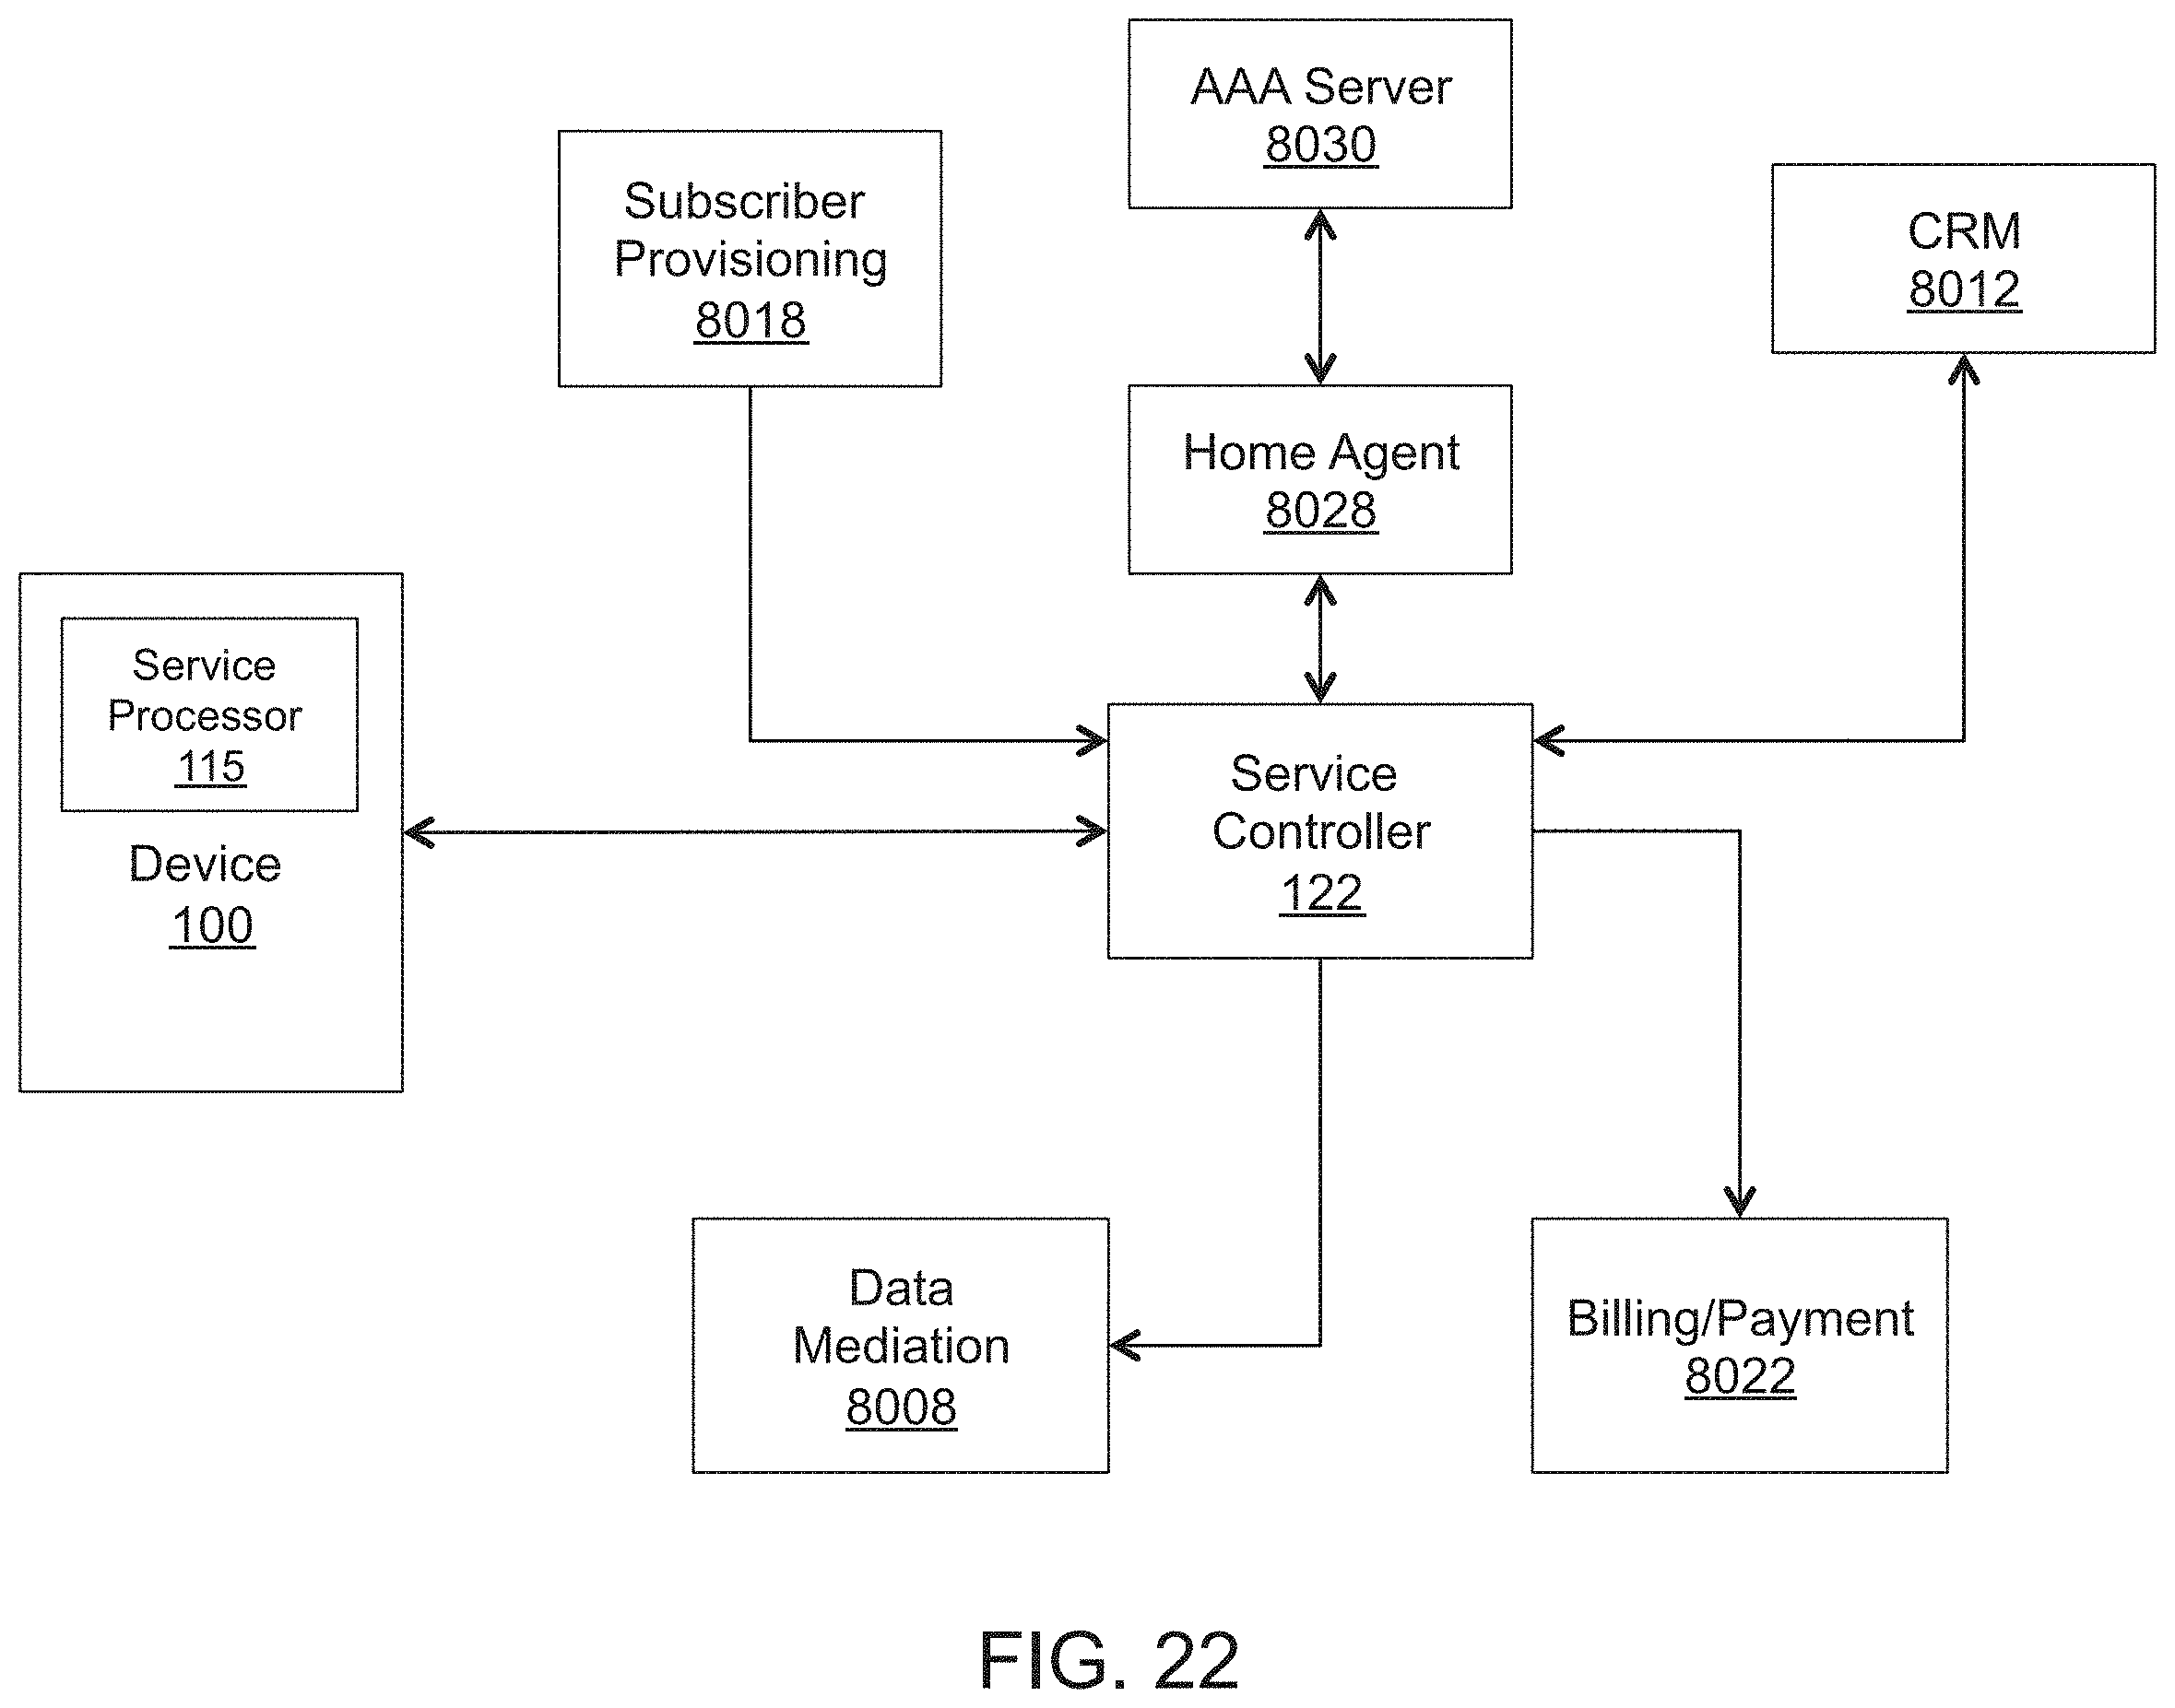 AAA Server
8030
Subscriber
Provisioning
8018
CRM
8012
Home Agent
8028
Service
Processor
115
Device
100
Service
Controller
122
Data
Mediation
8008
Billing/Payment
8022
FIG. 22